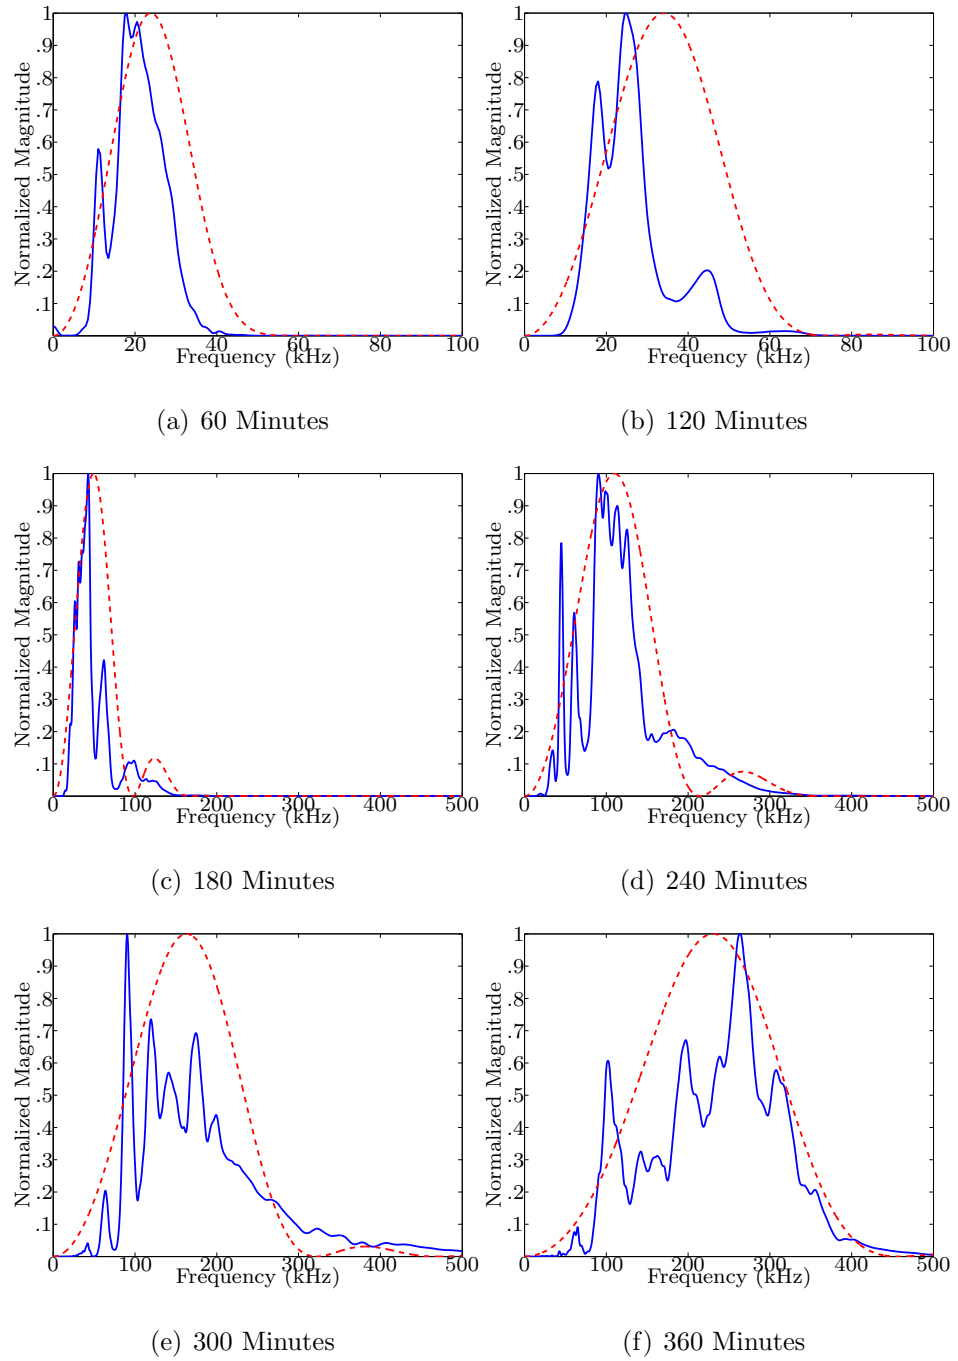 1
.9
.8
.7
.6
.5
.4
.3
.2
.1
Normalized Magnitude
0 20 40 60 80 100
Frequency (kHz)
(a) 60 Minutes
1
.9
.8
.7
.6
.5
.4
.3
.2
.1
Normalized Magnitude
0 20 40 60 80 100
Frequency (kHz)
(b) 120 Minutes
1
.9
.8
.7
.6
.5
.4
.3
.2
.1
Normalized Magnitude
0 100 200 300 400 500
Frequency (kHz)
(c) 180 Minutes
1
.9
.8
.7
.6
.5
.4
.3
.2
.1
Normalized Magnitude
0 100 200 300 400 500
Frequency (kHz)
(d) 240 Minutes
1
.9
.8
.7
.6
.5
.4
.3
.2
.1
Normalized Magnitude
0 100 200 300 400 500
Frequency (kHz)
(e) 300 Minutes
1
.9
.8
.7
.6
.5
.4
.3
.2
.1
Normalized Magnitude
0 100 200 300 400 500
Frequency (kHz)
(f) 360 Minutes